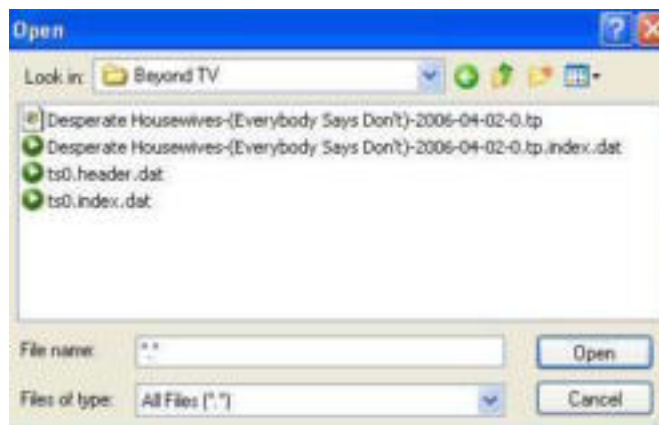 Open
Look in: Beyond TV
Desperate Housewives-(Everybody Says Don't)-2006-04-02-0.tp
Desperate Housewives-(Everybody Says Don't)-2006-04-02-0.tp.index.dat
ts0.header.dat
ts0.index.dat
File name: "*.*" Open
Files of type: All Files (*.*) Cancel